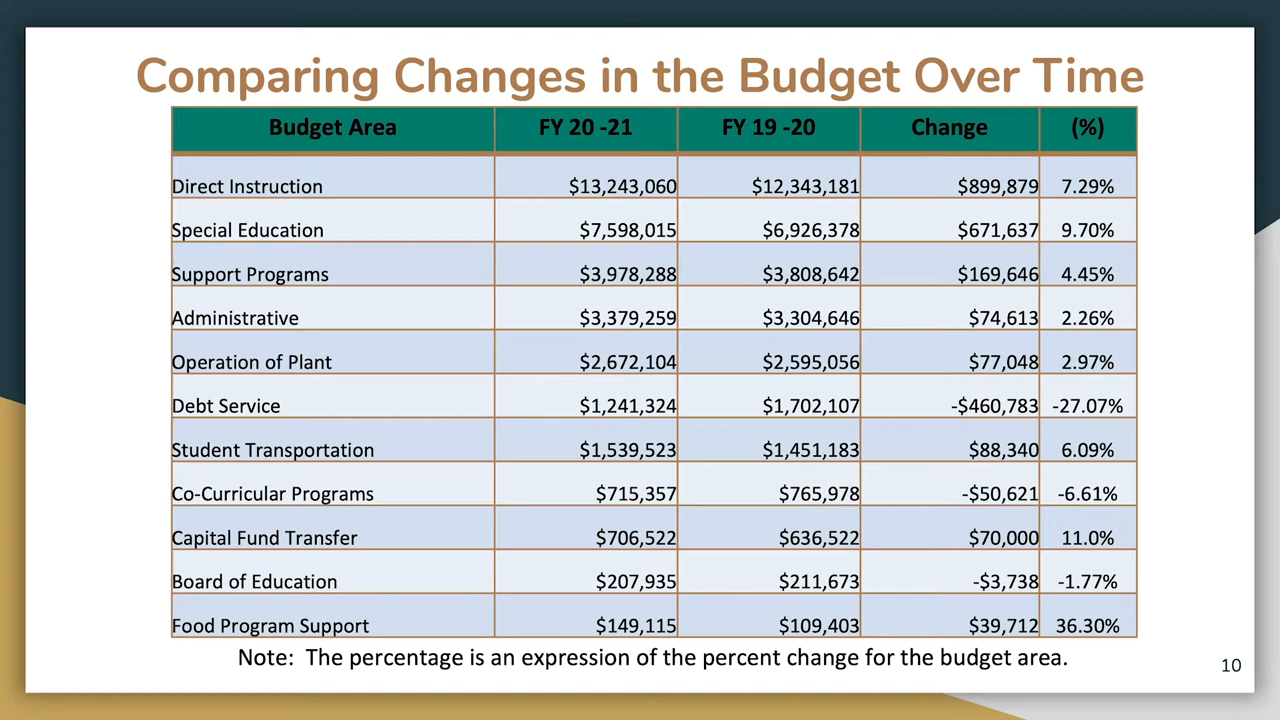 Comparing Changes in the Budget Over Time
Budget Area FY 20 -21 FY 19 -20 Change (%)
Direct Instruction $13,243,060 $12,343,181 $899,879 7.29%
Special Education $7,598,015 $6,926,378 $671,637 9.70%
Support Programs $3,978,288 $3,808,642 $169,646 4.45%
Administrative $3,379,259 $3,304,646 $74,613 2.26%
Operation of Plant $2,672,104 $2,595,056 $77,048 2.97%
Debt Service $1,241,324 $1,702,107 -$460,783 -27.07%
Student Transportation $1,539,523 $1,451,183 $88,340 6.09%
Co-Curricular Programs $715,357 $765,978 -$50,621 -6.61%
Capital Fund Transfer $706,522 $636,522 $70,000 11.0%
Board of Education $207,935 $211,673 -$3,738 -1.77%
Food Program Support $149,115 $109,403 $39,712 36.30%
Note: The percentage is an expression of the percent change for the budget area.
10